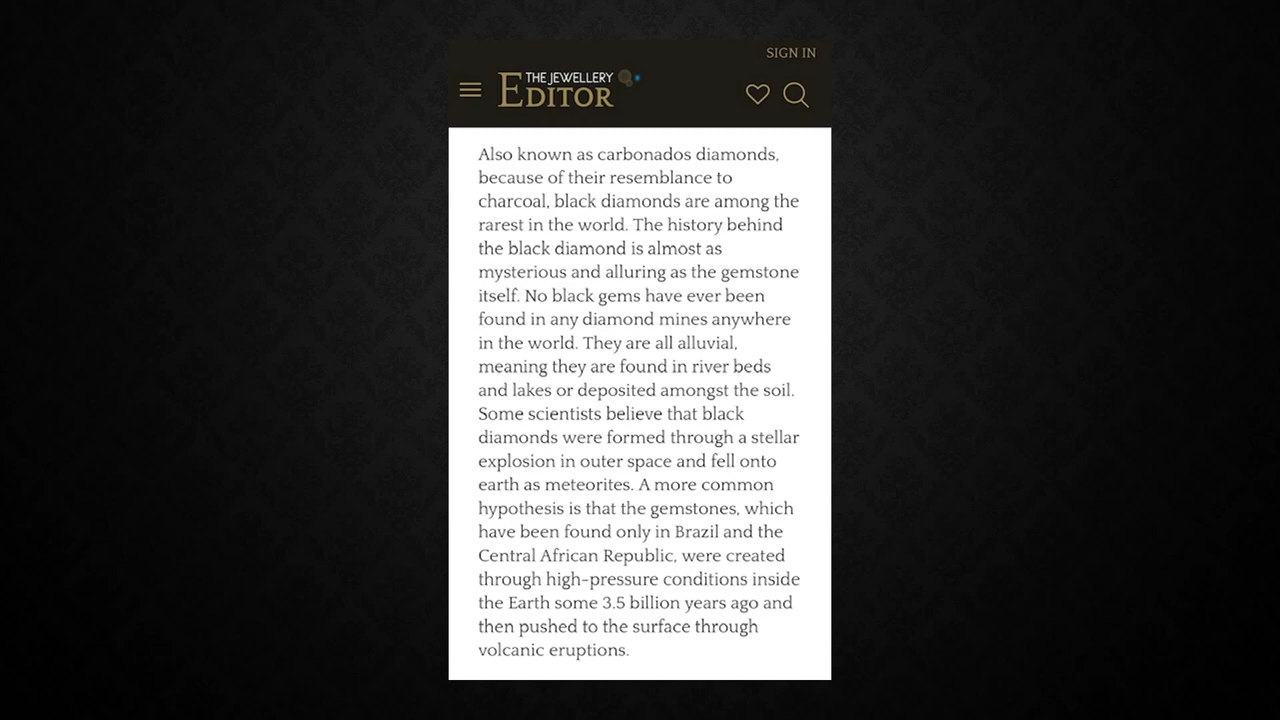 SIGN IN
THE JEWELLERY
EDITOR
Also known as carbonados diamonds,
because of their resemblance to
charcoal, black diamonds are among the
rarest in the world. The history behind
the black diamond is almost as
mysterious and alluring as the gemstone
itself. No black gems have ever been
found in any diamond mines anywhere
in the world. They are all alluvial,
meaning they are found in river beds
and lakes or deposited amongst the soil.
Some scientists believe that black
diamonds were formed through a stellar
explosion in outer space and fell onto
earth as meteorites. A more common
hypothesis is that the gemstones, which
have been found only in Brazil and the
Central African Republic, were created
through high-pressure conditions inside
the Earth some 3.5 billion years ago and
then pushed to the surface through
volcanic eruptions.